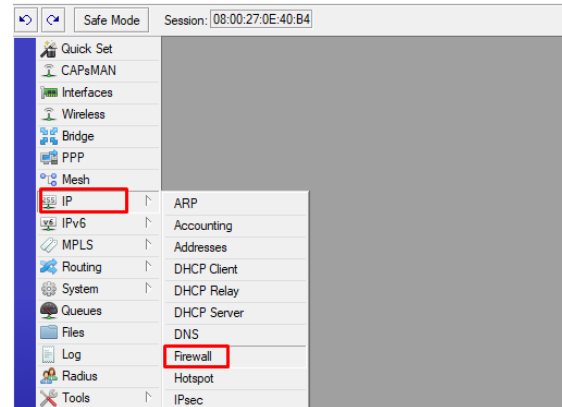 Safe Mode Session: 08:00:27:0E:40:B4
Quick Set
CAPsMAN
Interfaces
Wireless
Bridge
PPP
Mesh
IP
IPv6
MPLS
Routing
System
Queues
Files
Log
Radius
Tools
ARP
Accounting
Addresses
DHCP Client
DHCP Relay
DHCP Server
DNS
Firewall
Hotspot
IPsec